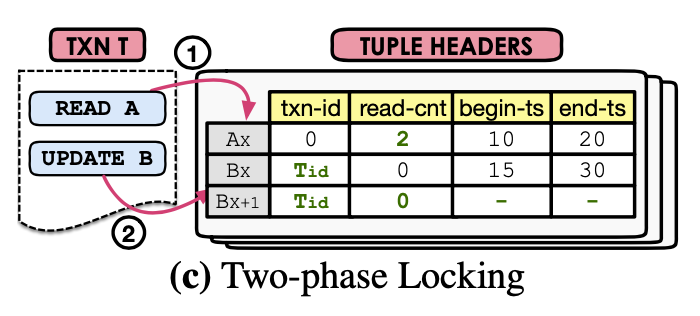 TXN T
1
TUPLE HEADERS
READ A
UPDATE B
2
txn-id read-cnt begin-ts end-ts
Ax 0 2 10 20
Bx Tid 0 15 30
Bx+1 Tid 0 – –
(c) Two-phase Locking